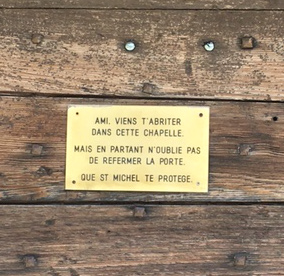 AMI, VIENS T'ABRITER
DANS CETTE CHAPELLE.
MAIS EN PARTANT N'OUBLIE PAS
DE REFERMER LA PORTE.
QUE ST MICHEL TE PROTEGE.